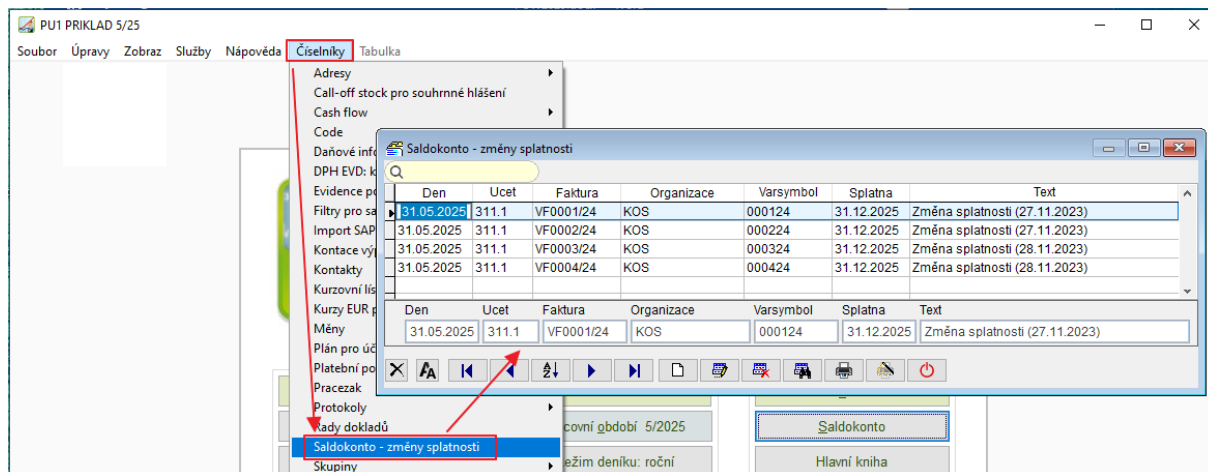 PU1 PRIKLAD 5/25
Soubor Úpravy Zobraz Služby Nápověda Číselníky Tabulka
Adresy
Call-off stock pro souhrnné hlášení
Cash flow
Code
Daňové info
DPH EVD: k
Evidence po
Filtry pro sa
Import SAP
Kontace výp
Kontakty
Kurzovní lís
Kurzy EUR p
Měny
Plán pro úč
Platební po
Pracezak
Protokoly
Řady dokladů
Saldokonto - změny splatnosti
Skupiny
Saldokonto - změny splatnosti
Den Ucet Faktura Organizace Varsymbol Splatna Text
31.05.2025 311.1 VF0001/24 KOS 000124 31.12.2025 Změna splatnosti (27.11.2023)
31.05.2025 311.1 VF0002/24 KOS 000224 31.12.2025 Změna splatnosti (27.11.2023)
31.05.2025 311.1 VF0003/24 KOS 000324 31.12.2025 Změna splatnosti (28.11.2023)
31.05.2025 311.1 VF0004/24 KOS 000424 31.12.2025 Změna splatnosti (28.11.2023)
Den Ucet Faktura Organizace Varsymbol Splatna Text
31.05.2025 311.1 VF0001/24 KOS 000124 31.12.2025 Změna splatnosti (27.11.2023)
covní období 5/2025 Saldokonto
ežim deníku: roční Hlavní kniha